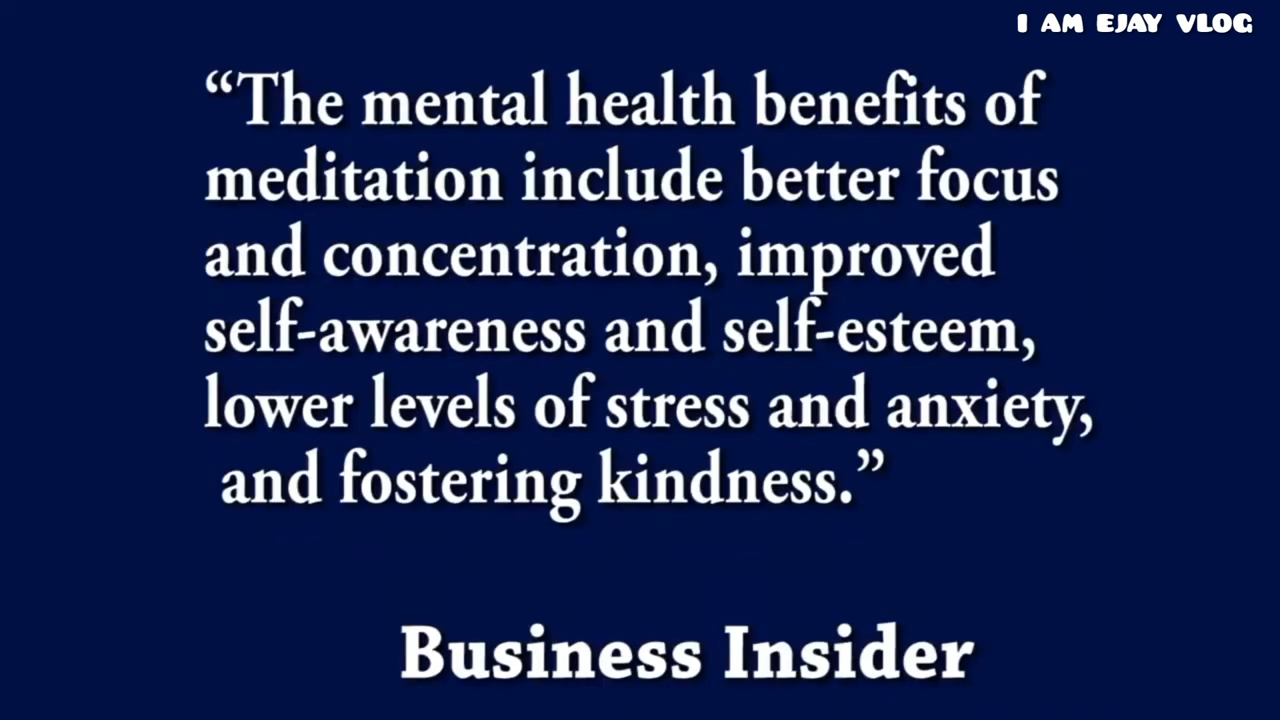 I AM EJAY VLOG
“The mental health benefits of
meditation include better focus
and concentration, improved
self-awareness and self-esteem,
lower levels of stress and anxiety,
and fostering kindness.”
Business Insider